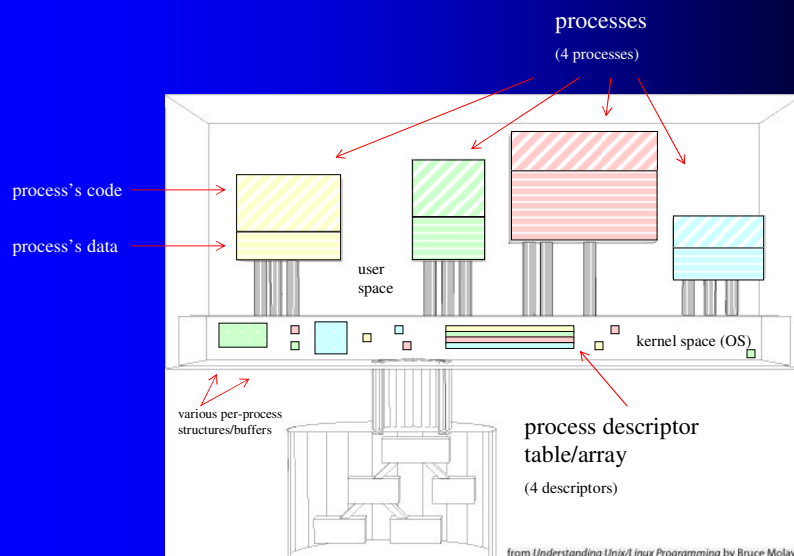 processes
(4 processes)
process's code
process's data
user
space
kernel space (OS)
various per-process
structures/buffers
process descriptor
table/array
(4 descriptors)
from Understanding Unix/Linux Programming by Bruce Molay